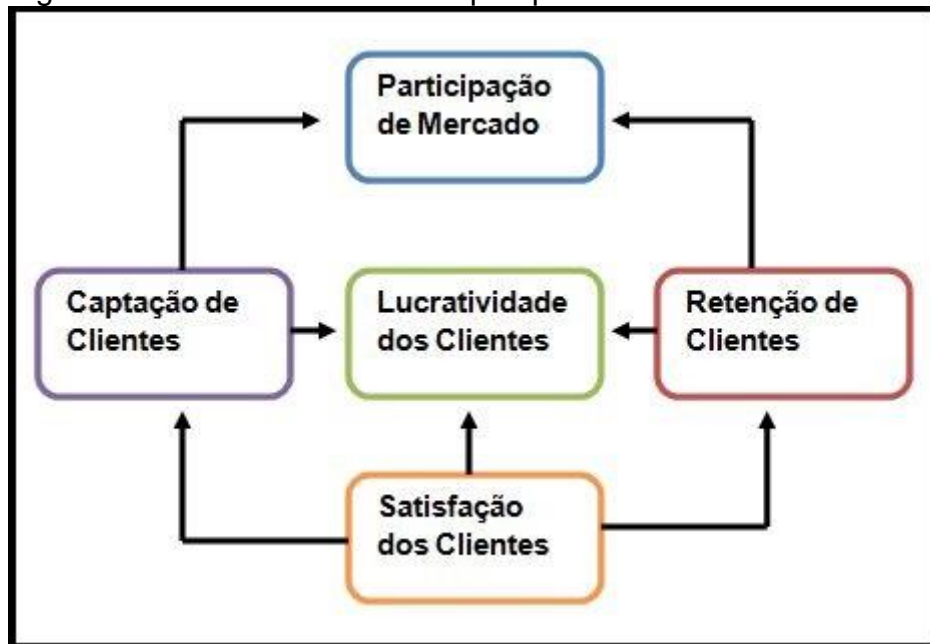 Participação
de Mercado
Captação de
Clientes
Lucratividade
dos Clientes
Retenção de
Clientes
Satisfação
dos Clientes